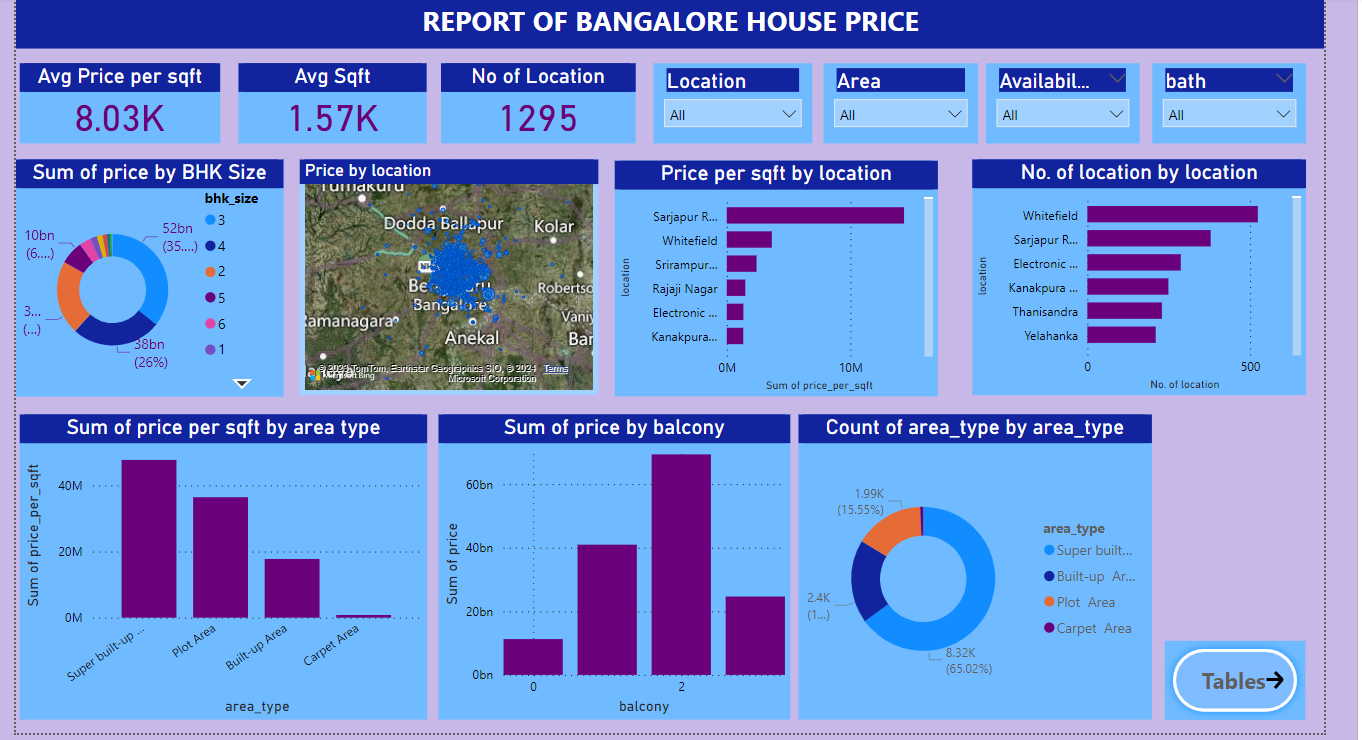 REPORT OF BANGALORE HOUSE PRICE
Avg Price per sqft
8.03K
Avg Sqft
1.57K
No of Location
1295
Location
All
Area
All
Availabil...
All
bath
All
Sum of price by BHK Size
bhk_size
3
4
2
5
6
1
52bn
(35....)
10bn
(6....)
3...
(...)
38bn
(26%)
Price by location
Tumakuru
Dodda Ballapur
Kolar
Bengaluru
Bangalore
Robertso
Ramanagara
Vaniy
Anekal
Bar
© 2023 TomTom, Earthstar Geographics SIO, © 2024 Microsoft Corporation
Terms
Microsoft Bing
Price per sqft by location
location
Sarjapur R...
Whitefield
Srirampur...
Rajaji Nagar
Electronic ...
Kanakpura...
0M
10M
Sum of price_per_sqft
No. of location by location
location
Whitefield
Sarjapur R...
Electronic ...
Kanakpura ...
Thanisandra
Yelahanka
0
500
No. of location
Sum of price per sqft by area type
Sum of price_per_sqft
40M
20M
0M
Super built-up ...
Plot Area
Built-up Area
Carpet Area
area_type
Sum of price by balcony
Sum of price
60bn
40bn
20bn
0bn
0
2
balcony
Count of area_type by area_type
1.99K
(15.55%)
2.4K
(1...)
8.32K
(65.02%)
area_type
Super built...
Built-up Ar...
Plot Area
Carpet Area
Tables